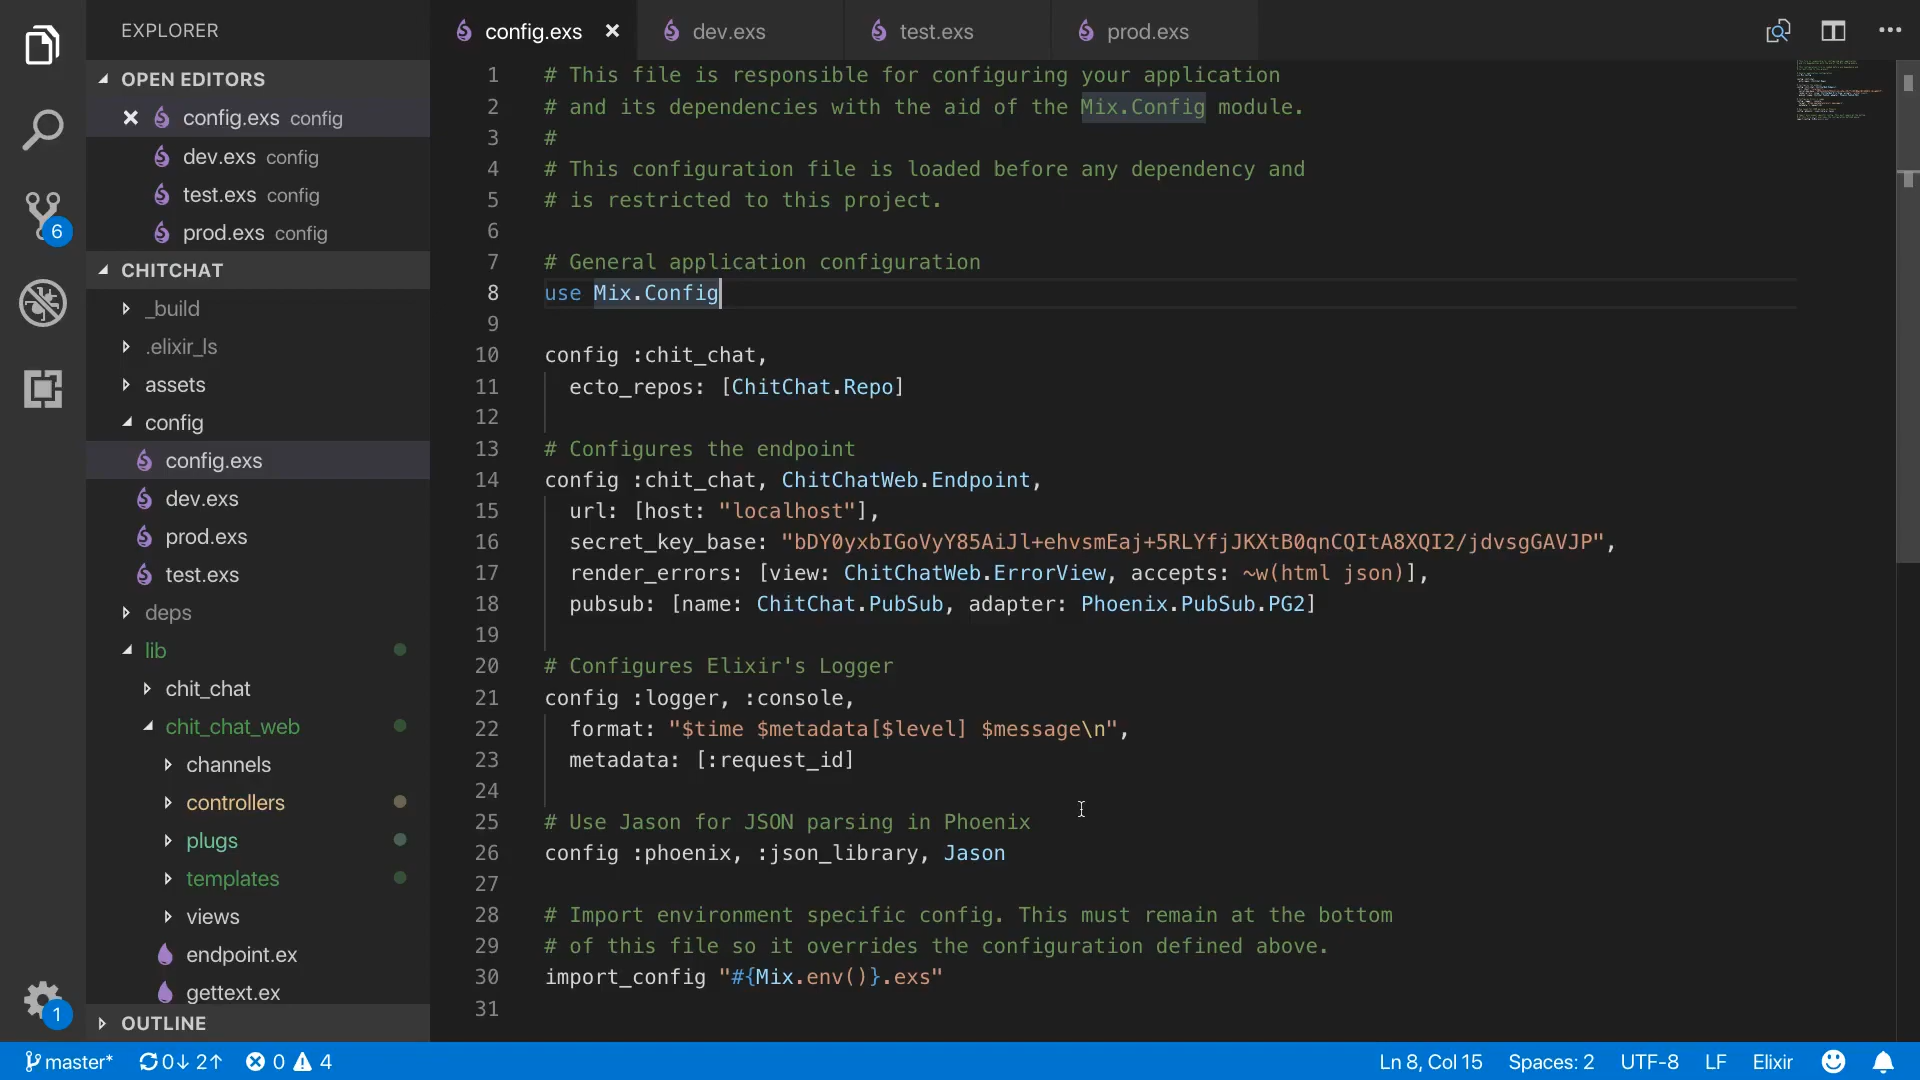 EXPLORER
OPEN EDITORS
config.exs config
dev.exs config
test.exs config
prod.exs config
CHITCHAT
_build
.elixir_ls
assets
config
config.exs
dev.exs
prod.exs
test.exs
deps
lib
chit_chat
chit_chat_web
channels
controllers
plugs
templates
views
endpoint.ex
gettext.ex
OUTLINE
6
1
config.exs dev.exs test.exs prod.exs
1 # This file is responsible for configuring your application
2 # and its dependencies with the aid of the Mix.Config module.
3 #
4 # This configuration file is loaded before any dependency and
5 # is restricted to this project.
6
7 # General application configuration
8 use Mix.Config
9
10 config :chit_chat,
11   ecto_repos: [ChitChat.Repo]
12
13 # Configures the endpoint
14 config :chit_chat, ChitChatWeb.Endpoint,
15   url: [host: "localhost"],
16   secret_key_base: "bDY0yxbIGoVyY85AiJl+ehvsmEaj+5RLYfjJKXtB0qnCQItA8XQI2/jdvsgGAVJP",
17   render_errors: [view: ChitChatWeb.ErrorView, accepts: ~w(html json)],
18   pubsub: [name: ChitChat.PubSub, adapter: Phoenix.PubSub.PG2]
19
20 # Configures Elixir's Logger
21 config :logger, :console,
22   format: "$time $metadata[$level] $message\n",
23   metadata: [:request_id]
24
25 # Use Jason for JSON parsing in Phoenix
26 config :phoenix, :json_library, Jason
27
28 # Import environment specific config. This must remain at the bottom
29 # of this file so it overrides the configuration defined above.
30 import_config "#{Mix.env()}.exs"
31
master* 0↓ 2↑ 0 4 Ln 8, Col 15 Spaces: 2 UTF-8 LF Elixir